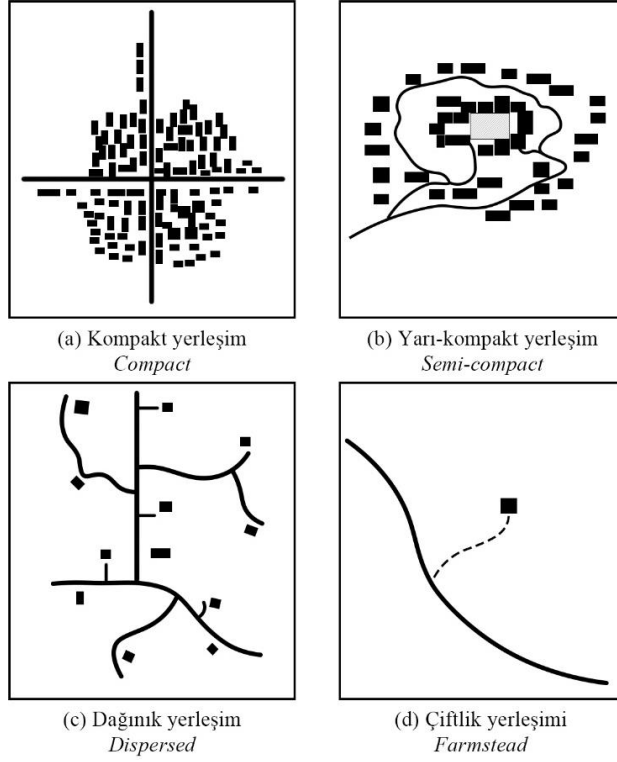 (a) Kompakt yerleşim
Compact
(b) Yarı-kompakt yerleşim
Semi-compact
(c) Dağınık yerleşim
Dispersed
(d) Çiftlik yerleşimi
Farmstead